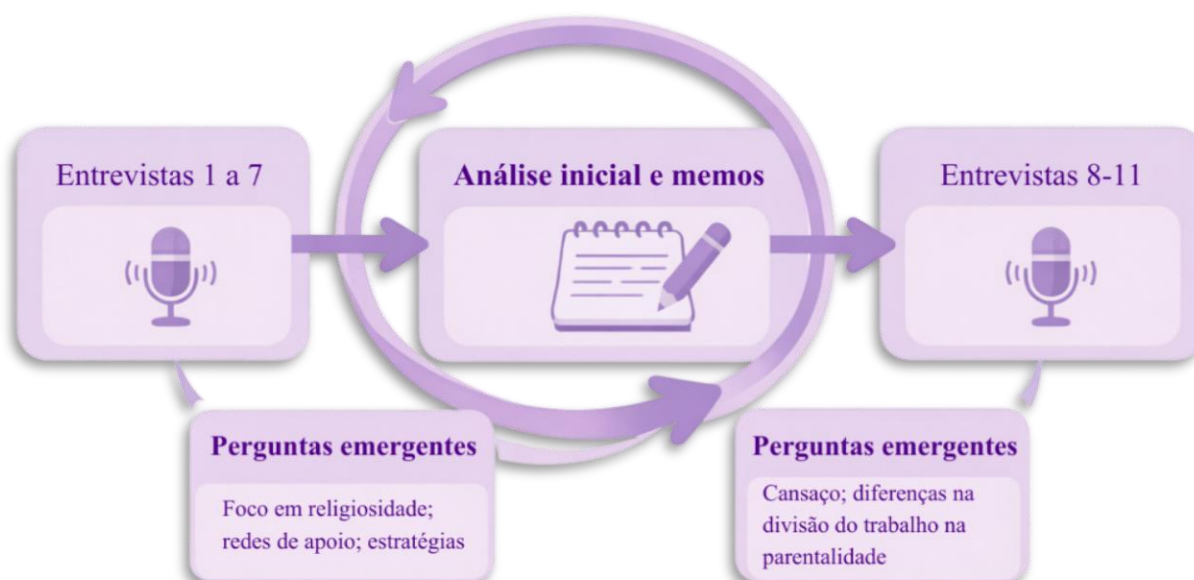 Entrevistas 1 a 7
Análise inicial e memos
Entrevistas 8-11
Perguntas emergentes
Foco em religiosidade;
redes de apoio; estratégias
Perguntas emergentes
Cansaço; diferenças na
divisão do trabalho na
parentalidade